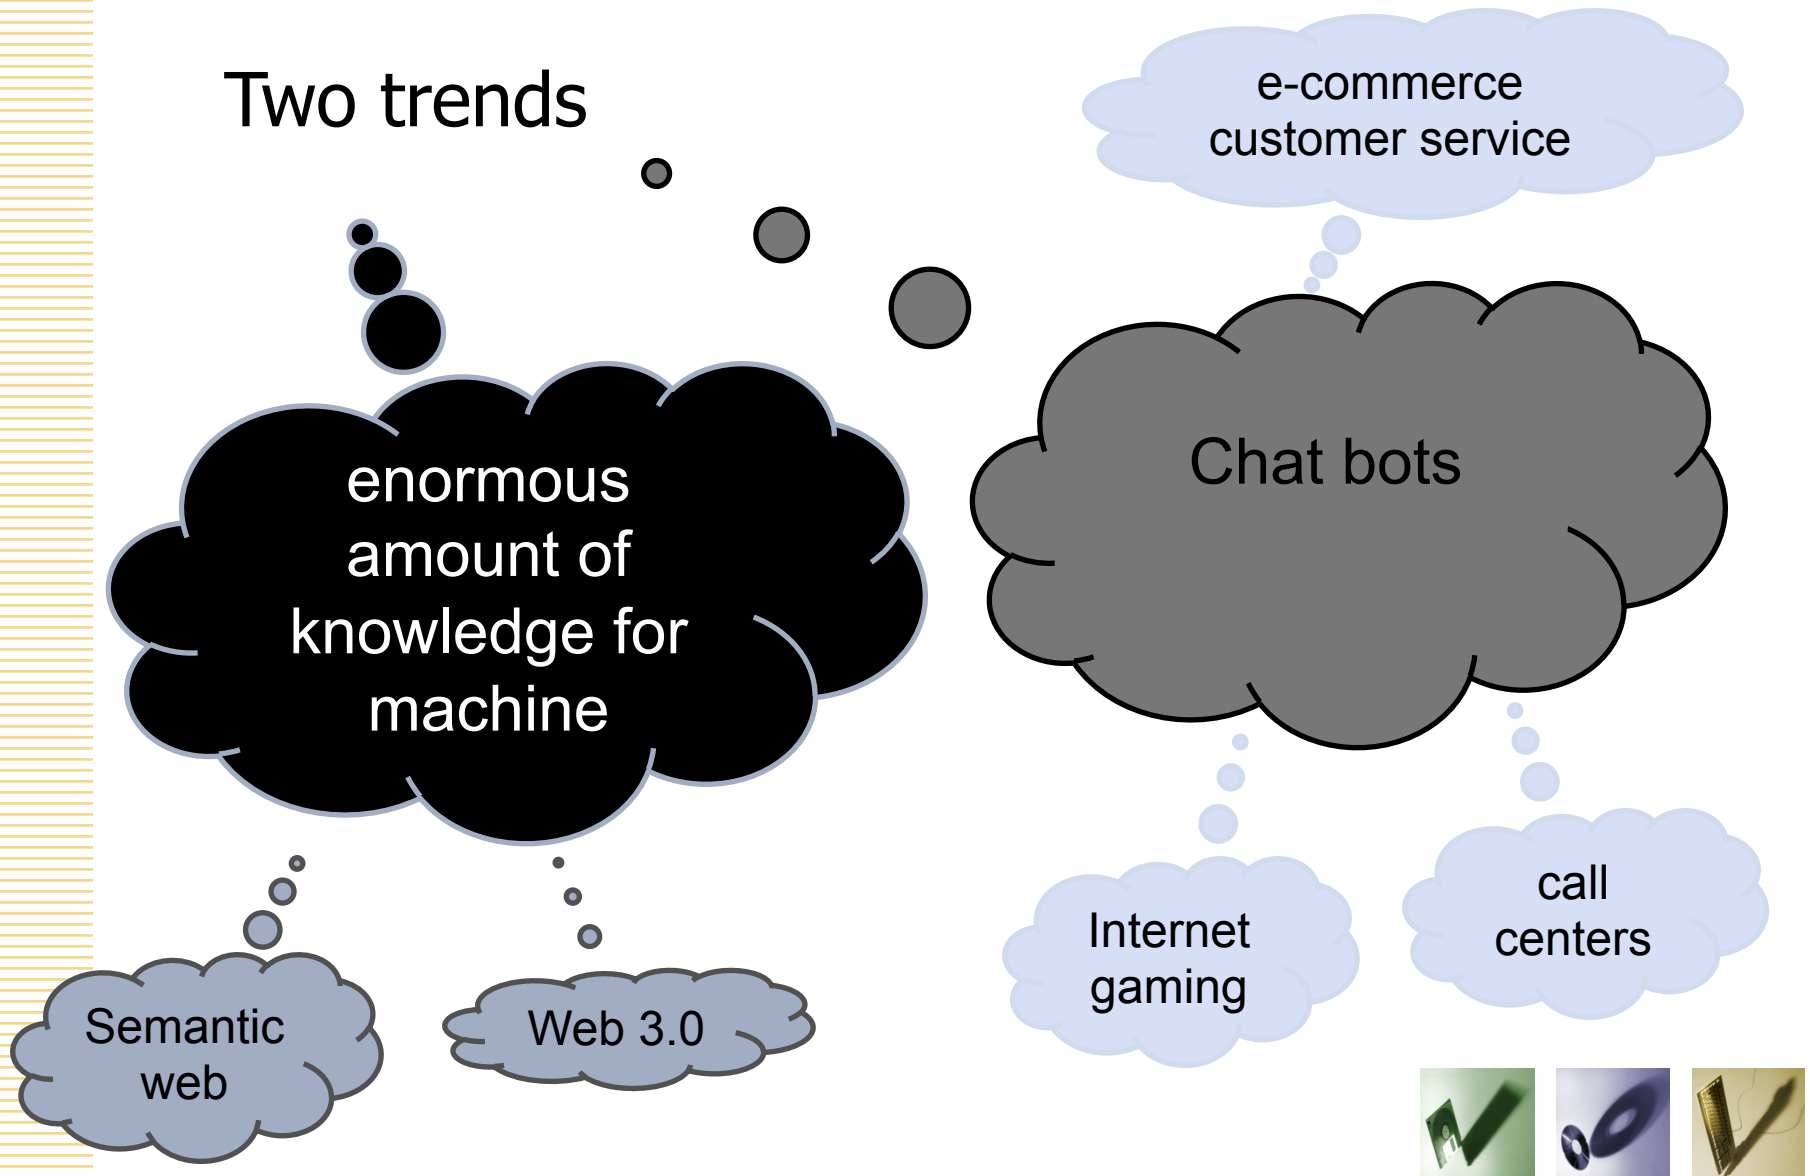 Two trends
e-commerce
customer service
enormous
amount of
knowledge for
machine
Chat bots
Semantic
web
Web 3.0
Internet
gaming
call
centers